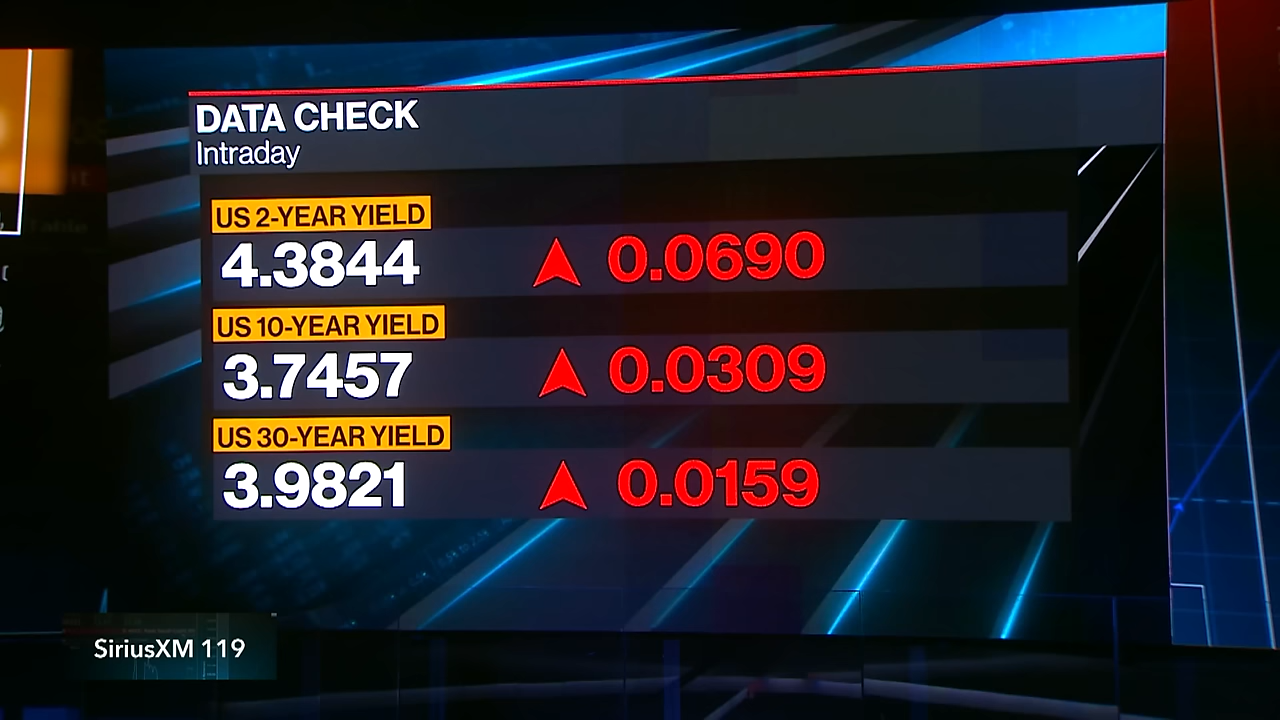 DATA CHECK
Intraday
US 2-YEAR YIELD
4.3844 0.0690
US 10-YEAR YIELD
3.7457 0.0309
US 30-YEAR YIELD
3.9821 0.0159
SiriusXM 119